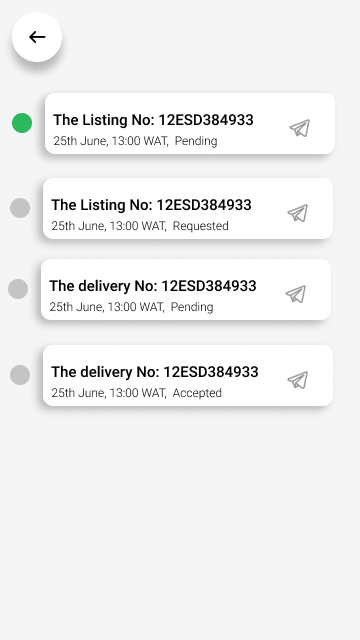 The Listing No: 12ESD384933
25th June, 13:00 WAT,  Pending
The Listing No: 12ESD384933
25th June, 13:00 WAT,  Requested
The delivery No: 12ESD384933
25th June, 13:00 WAT,  Pending
The delivery No: 12ESD384933
25th June, 13:00 WAT,  Accepted